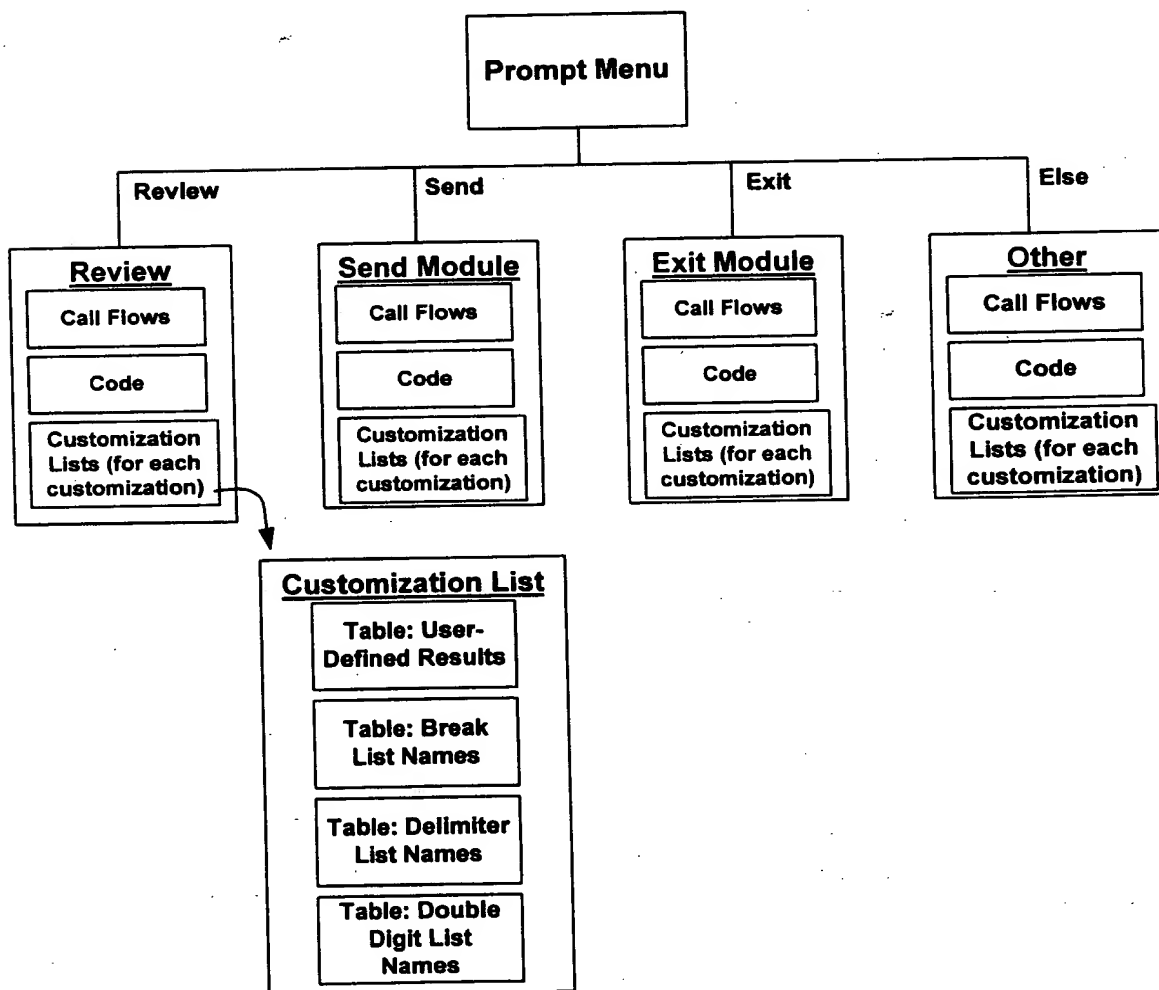 Prompt Menu
Review
Send
Exit
Else
Review
Call Flows
Code
Customization
Lists (for each
customization)
Send Module
Call Flows
Code
Customization
Lists (for each
customization)
Exit Module
Call Flows
Code
Customization
Lists (for each
customization)
Other
Call Flows
Code
Customization
Lists (for each
customization)
Customization List
Table: User-
Defined Results
Table: Break
List Names
Table: Delimiter
List Names
Table: Double
Digit List
Names